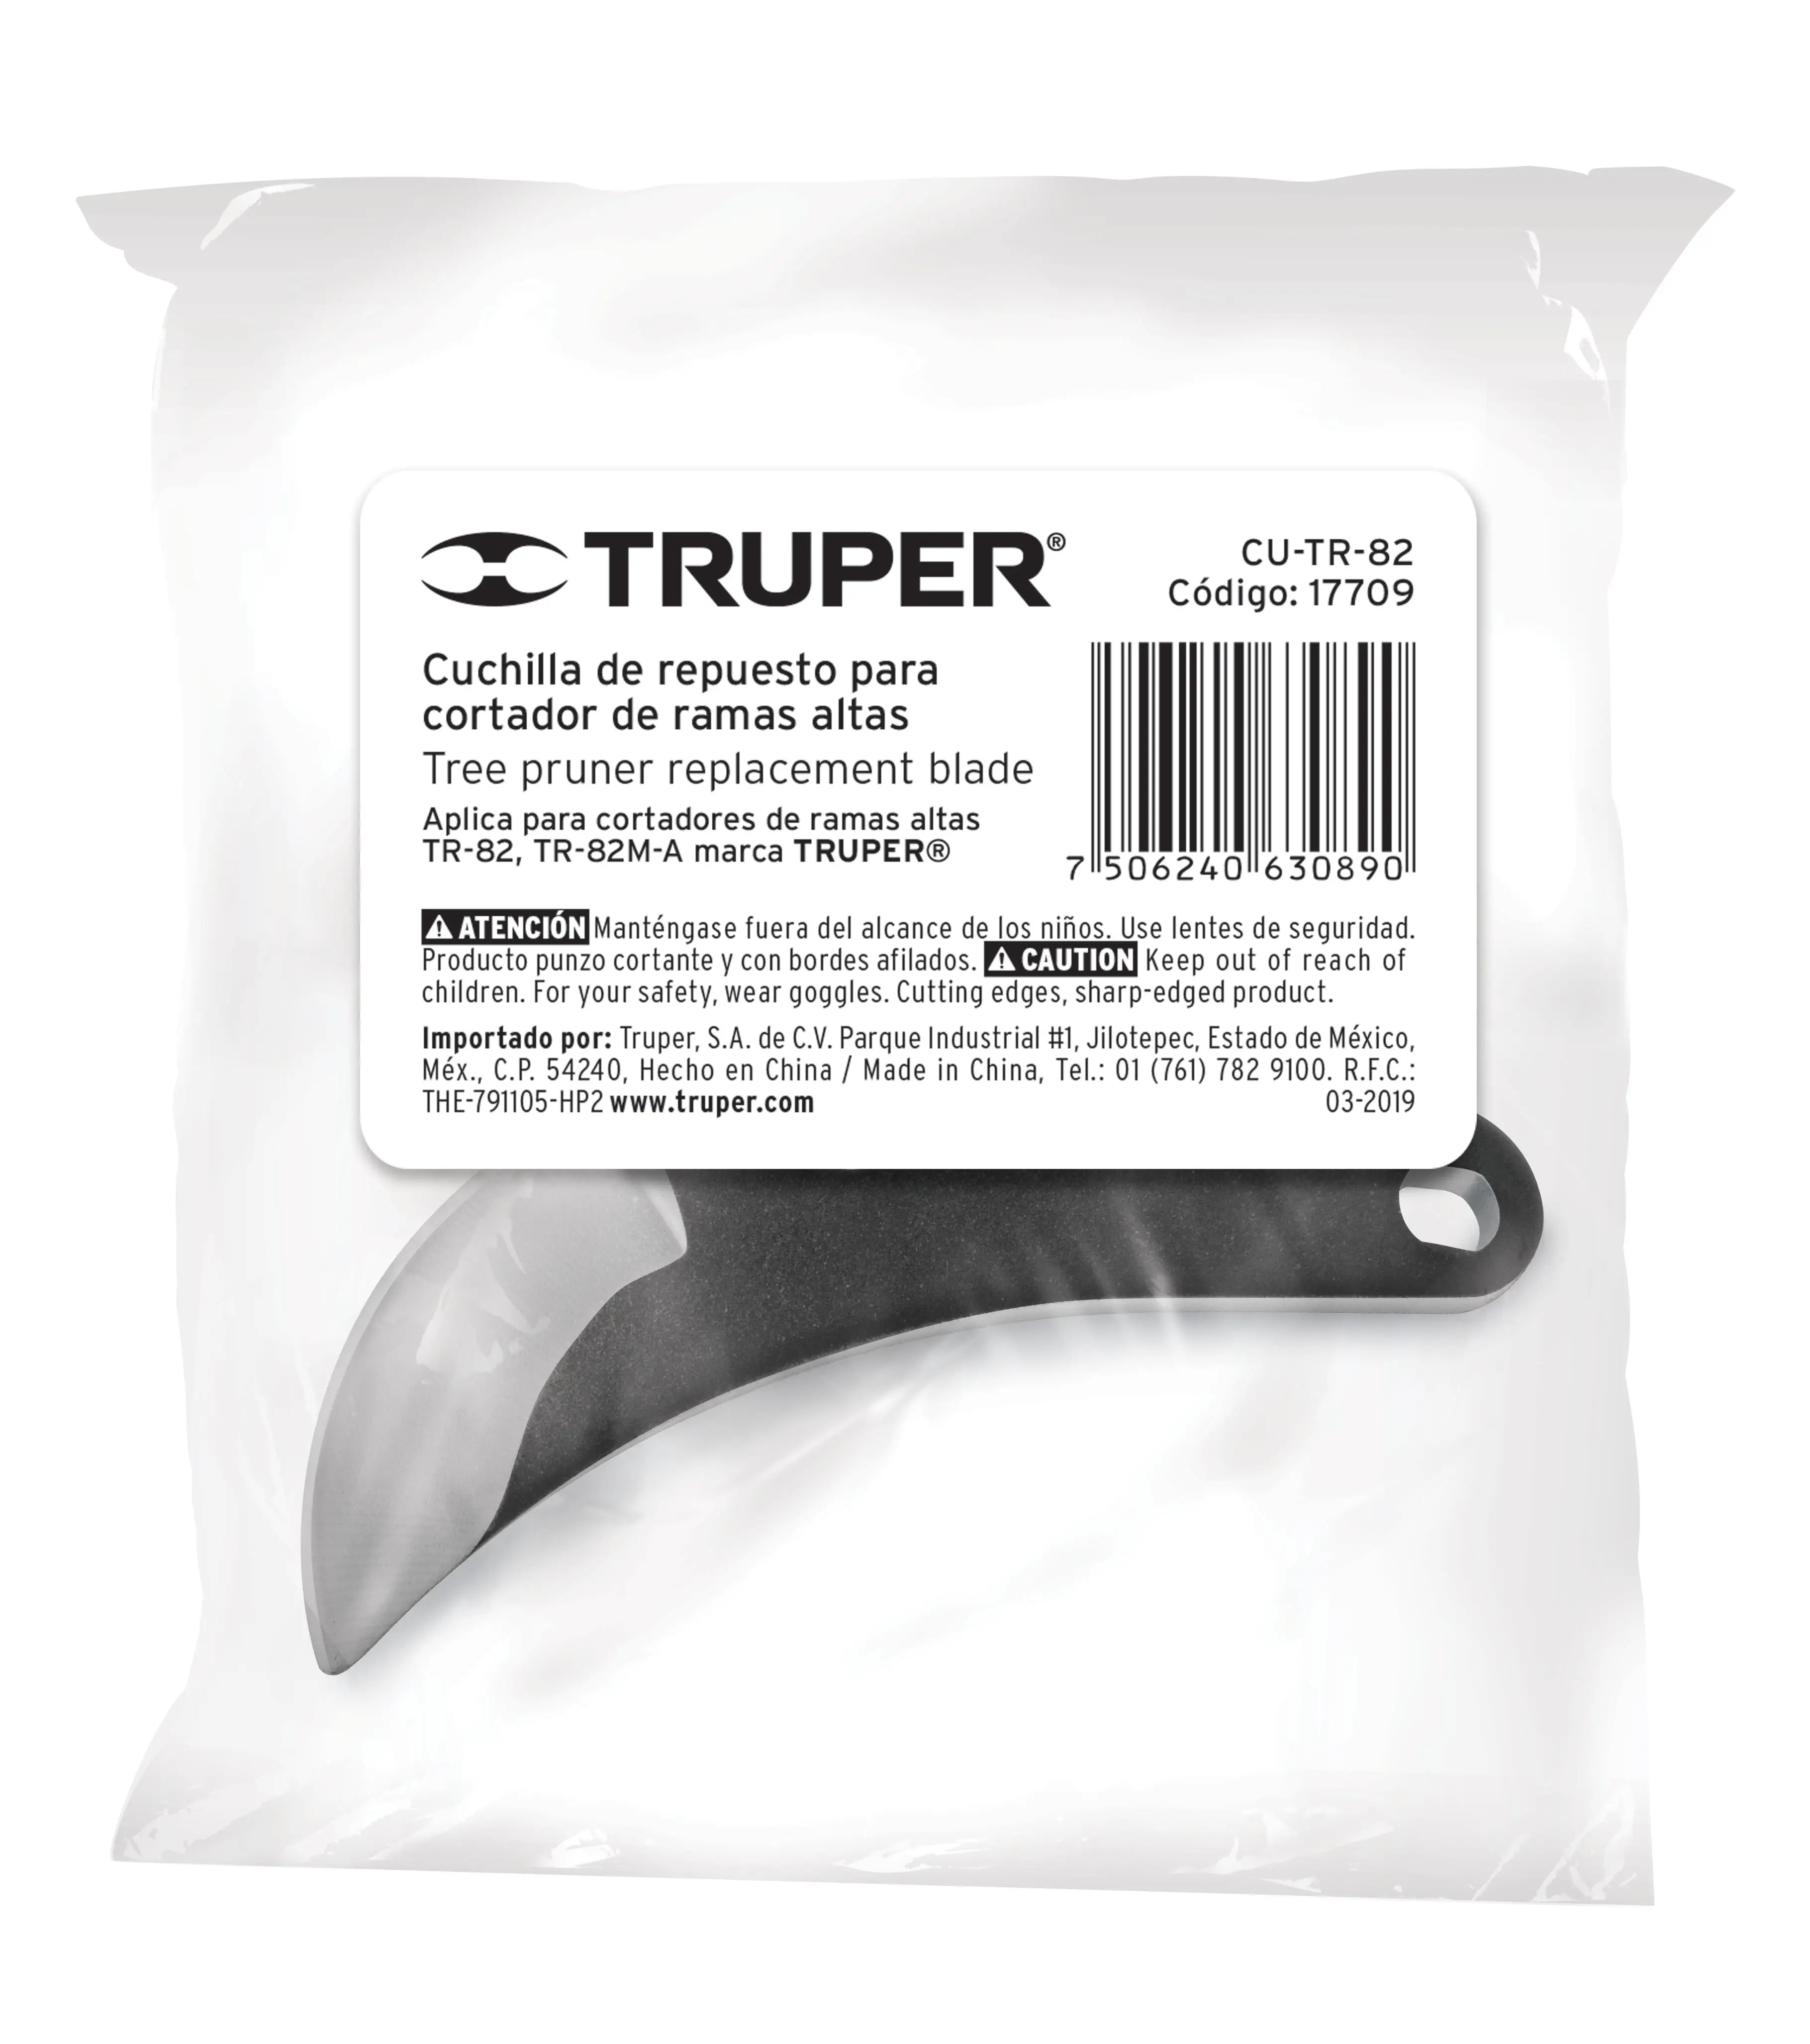 TRUPER®
CU-TR-82
Código: 17709
Cuchilla de repuesto para
cortador de ramas altas
Tree pruner replacement blade
Aplica para cortadores de ramas altas
TR-82, TR-82M-A marca TRUPER®
7 506240 630890
ATENCIÓN Manténgase fuera del alcance de los niños. Use lentes de seguridad.
Producto punzo cortante y con bordes afilados. CAUTION Keep out of reach of
children. For your safety, wear goggles. Cutting edges, sharp-edged product.
Importado por: Truper, S.A. de C.V. Parque Industrial #1, Jilotepec, Estado de México,
Méx., C.P. 54240, Hecho en China / Made in China, Tel.: 01 (761) 782 9100. R.F.C.:
THE-791105-HP2 www.truper.com 03-2019